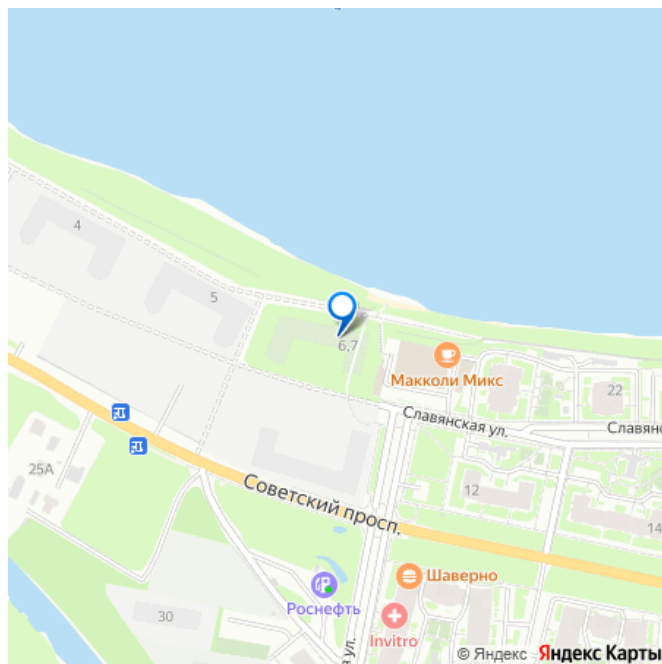 4
5
6,7
Макколи Микс
22
Славянская ул.
25А
12
Советский просп.
14
Шаверно
Роснефть
30
Invitro
я ул.
© Яндекс Яндекс Карты